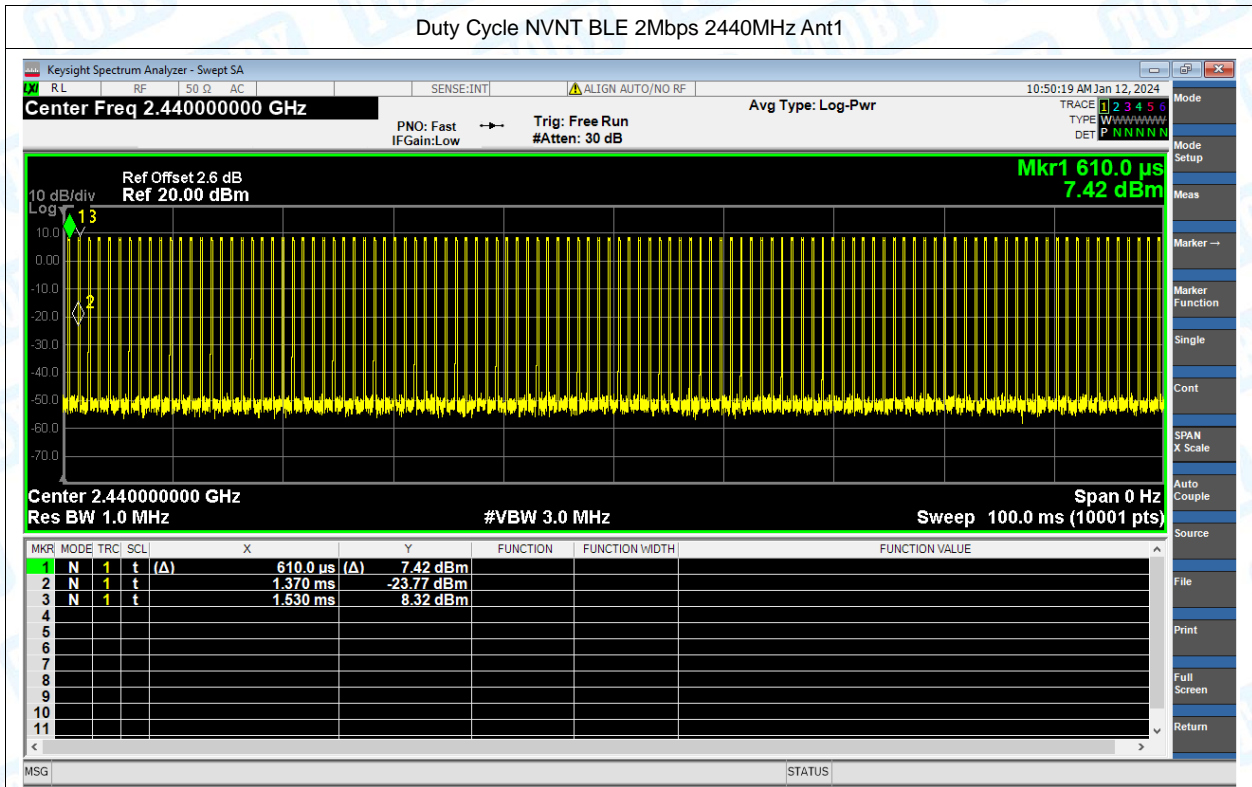 Duty Cycle NVNT BLE 2Mbps 2440MHz Ant1
Keysight Spectrum Analyzer - Swept SA
LXI RL RF 50 Ω AC SENSE:INT ALIGN AUTO/NO RF 10:50:19 AM Jan 12, 2024
Center Freq 2.440000000 GHz
Avg Type: Log-Pwr
TRACE 1 2 3 4 5 6
TYPE WWWWWWW
DET P N N N N N
PNO: Fast
IFGain:Low
Trig: Free Run
#Atten: 30 dB
Mkr1 610.0 µs
7.42 dBm
Ref Offset 2.6 dB
Ref 20.00 dBm
10 dB/div
Log
1 3
2
10.0
0.00
-10.0
-20.0
-30.0
-40.0
-50.0
-60.0
-70.0
Center 2.440000000 GHz
Span 0 Hz
Res BW 1.0 MHz
#VBW 3.0 MHz
Sweep 100.0 ms (10001 pts)
MKR MODE TRC SCL X Y FUNCTION FUNCTION WIDTH FUNCTION VALUE
1 N 1 t (Δ) 610.0 µs (Δ) 7.42 dBm
2 N 1 t 1.370 ms -23.77 dBm
3 N 1 t 1.530 ms 8.32 dBm
4
5
6
7
8
9
10
11
MSG
STATUS
Mode
Mode Setup
Meas
Marker →
Marker Function
Single
Cont
SPAN X Scale
Auto Couple
Source
File
Print
Full Screen
Return
TOBY